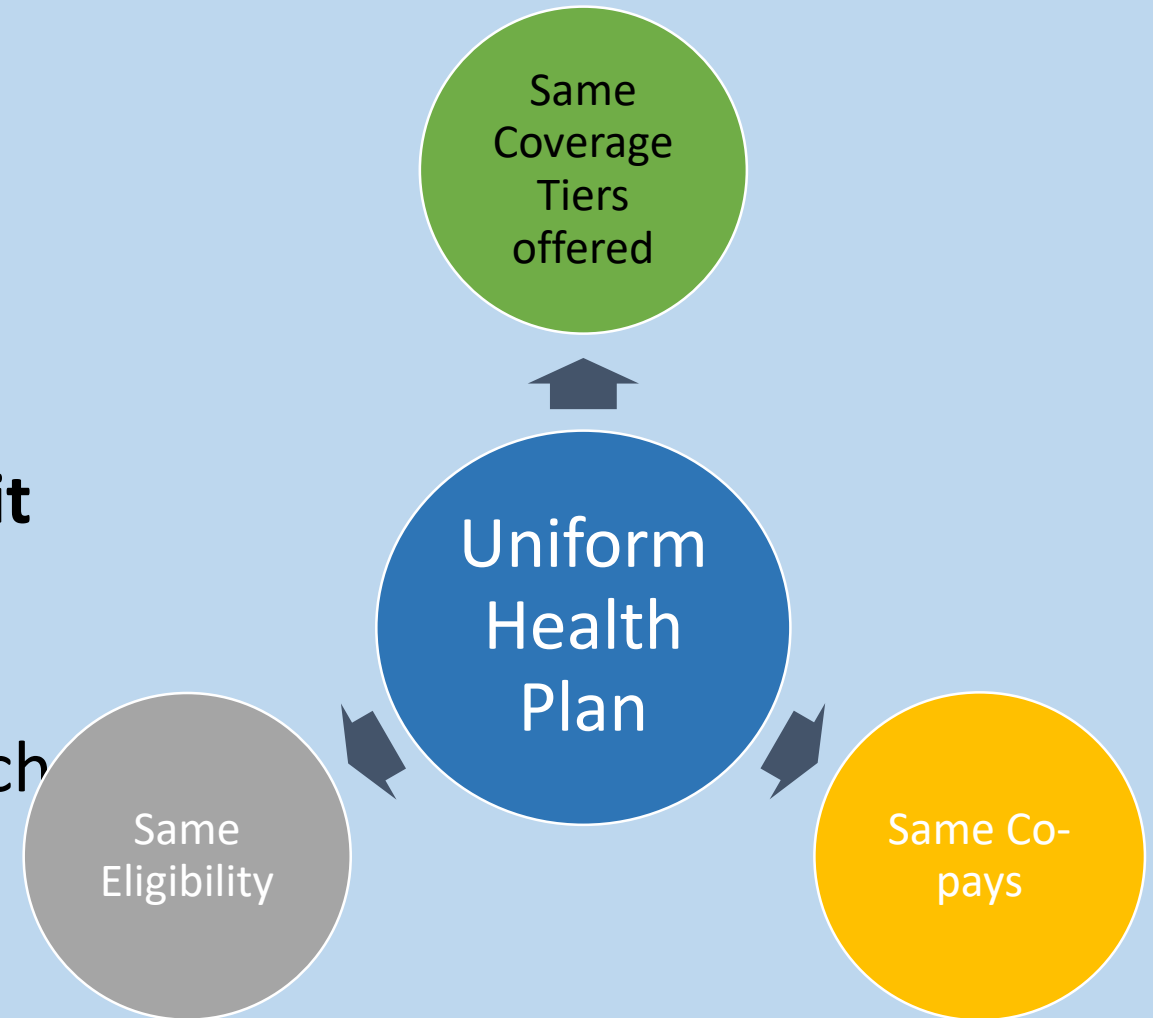 Same
Coverage
Tiers
offered
it
Uniform
Health
Plan
ch
Same
Eligibility
Same Co-
pays